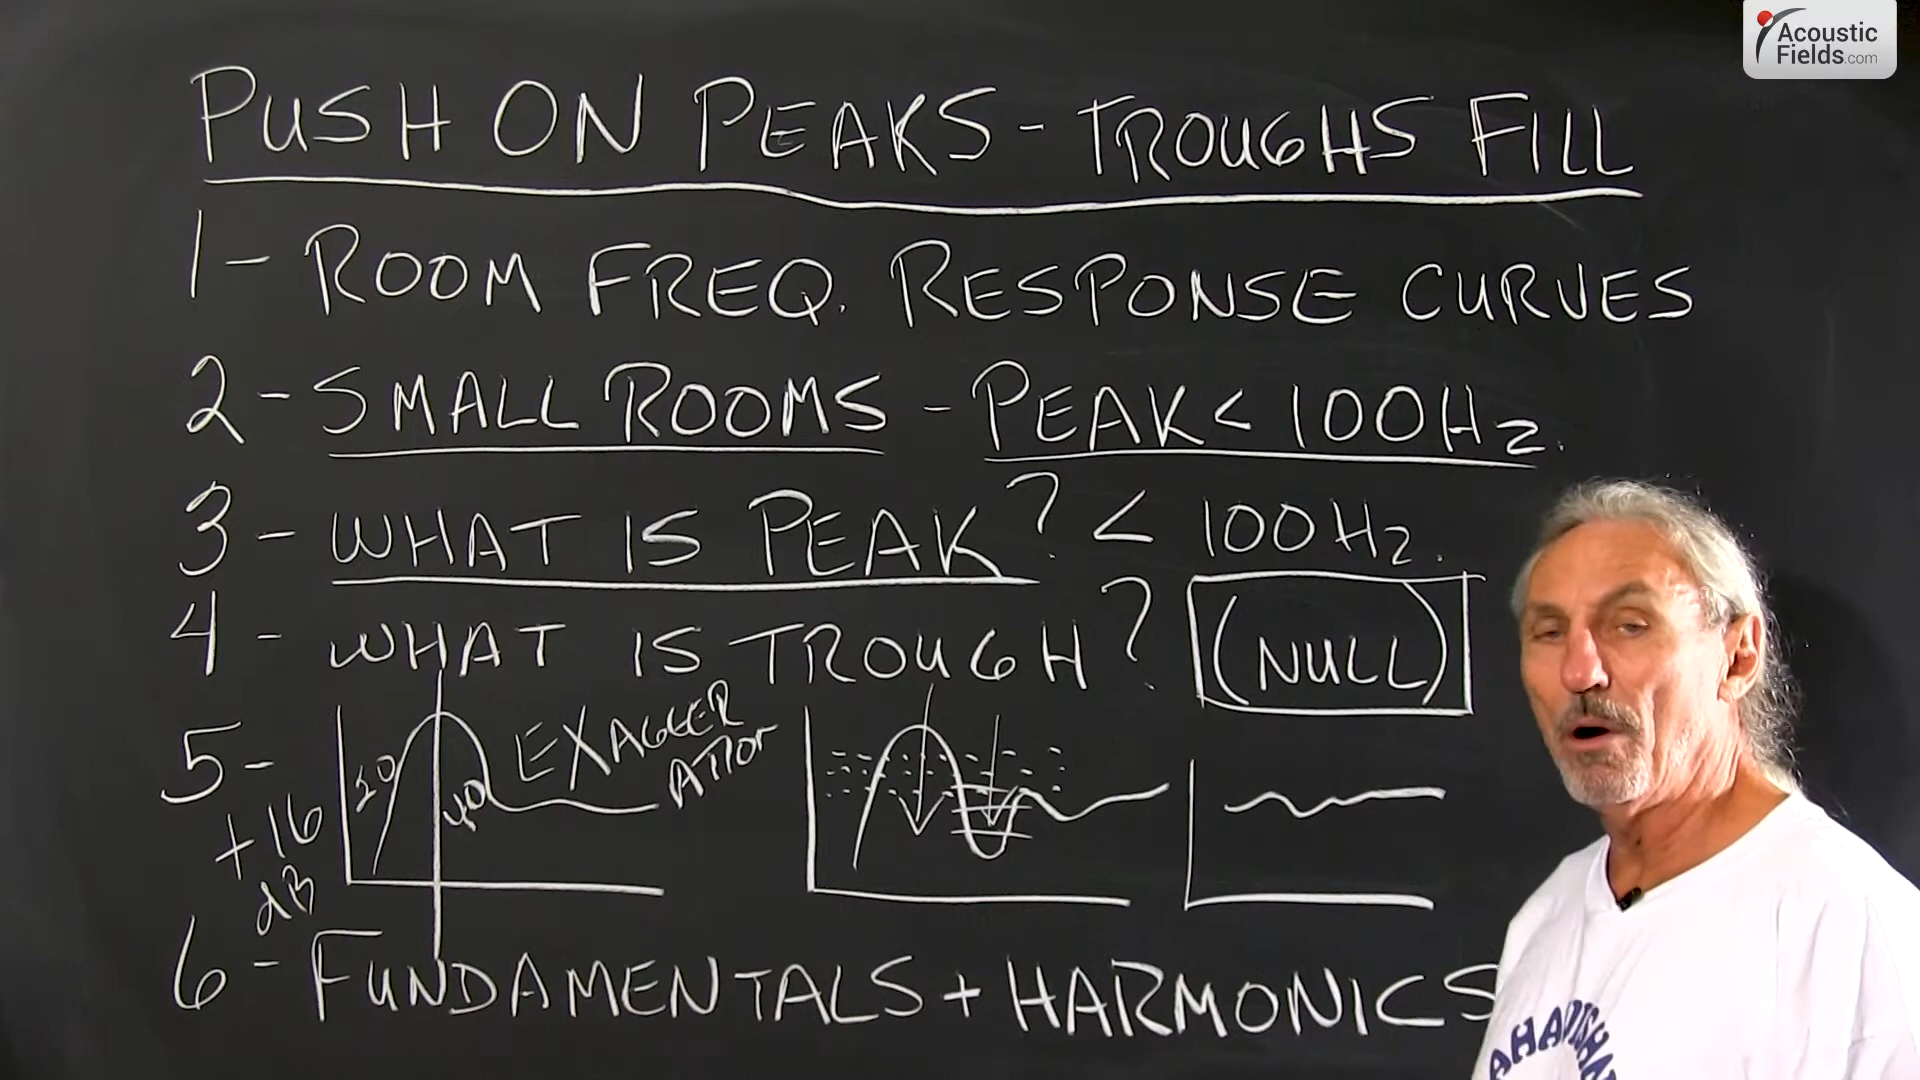 Acoustic
Fields.com
PUSH ON PEAKS - TROUGHS FILL
1 - ROOM FREQ. RESPONSE CURVES
2 - SMALL ROOMS - PEAK < 100Hz.
3 - WHAT IS PEAK? < 100Hz.
4 - WHAT IS TROUGH? (NULL)
5 -
EXAGGER
ATION
40
+16
dB
6 - FUNDAMENTALS + HARMONICS